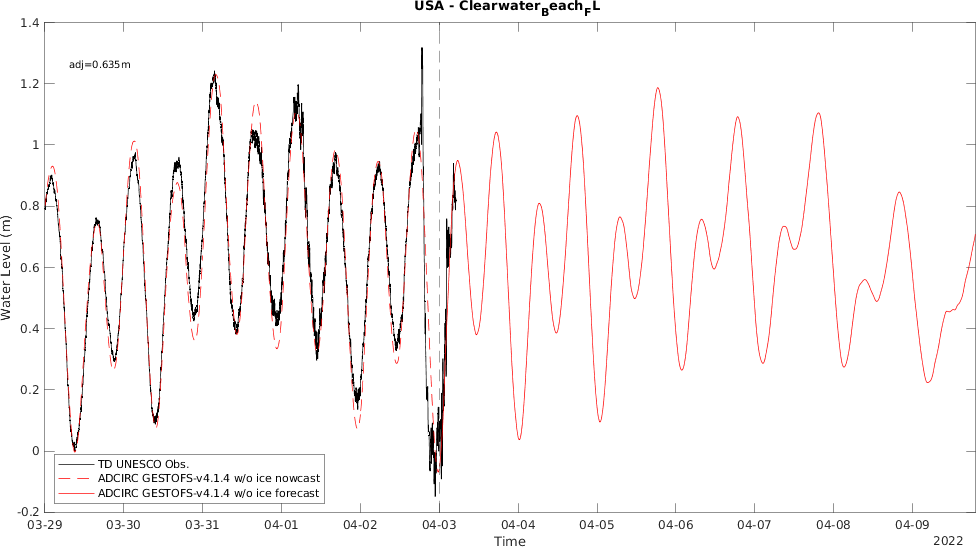 USA - Clearwater_Beach_FL
adj=0.635m
Water Level (m)
1.4
1.2
1
0.8
0.6
0.4
0.2
0
-0.2
TD UNESCO Obs.
ADCIRC GESTOFS-v4.1.4 w/o ice nowcast
ADCIRC GESTOFS-v4.1.4 w/o ice forecast
03-29 03-30 03-31 04-01 04-02 04-03 04-04 04-05 04-06 04-07 04-08 04-09
Time
2022